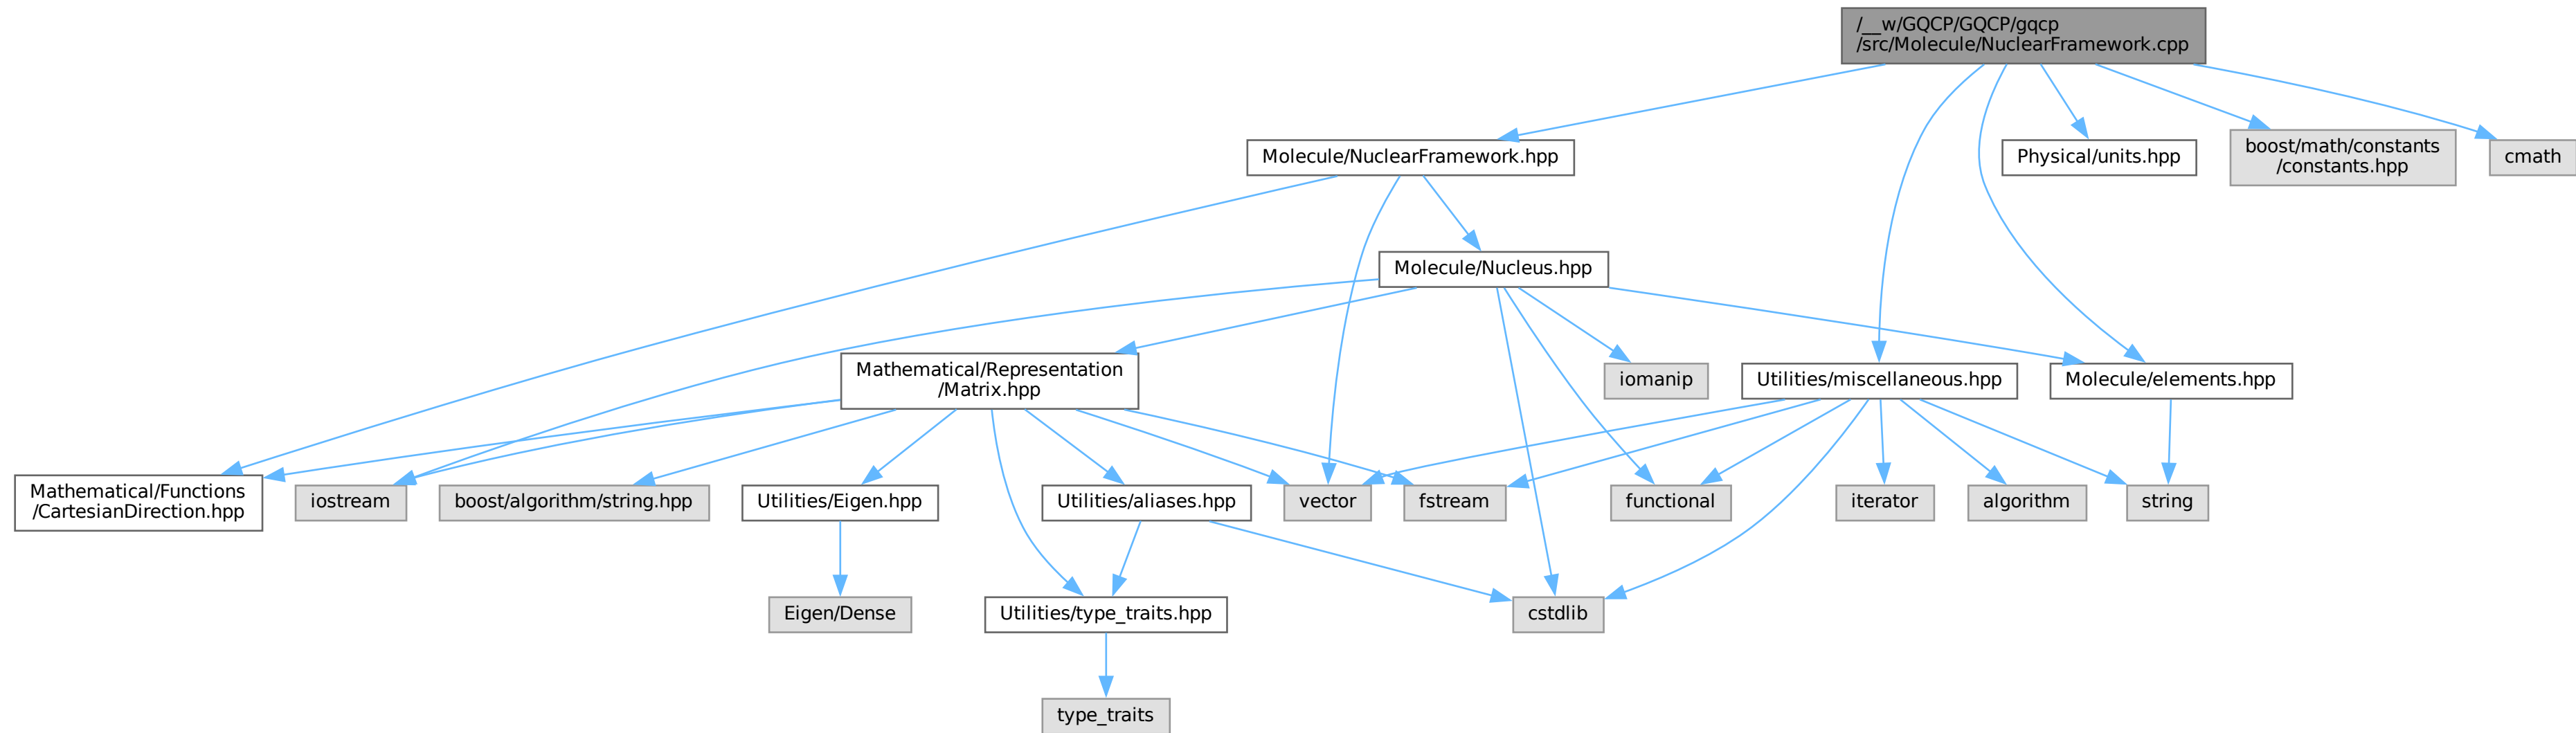 /__w/GQCP/GQCP/gqcp
/src/Molecule/NuclearFramework.cpp
Molecule/NuclearFramework.hpp
Physical/units.hpp
boost/math/constants
/constants.hpp
cmath
Molecule/Nucleus.hpp
Mathematical/Representation
/Matrix.hpp
iomanip
Utilities/miscellaneous.hpp
Molecule/elements.hpp
Mathematical/Functions
/CartesianDirection.hpp
iostream
boost/algorithm/string.hpp
Utilities/Eigen.hpp
Utilities/aliases.hpp
vector
fstream
functional
iterator
algorithm
string
Eigen/Dense
Utilities/type_traits.hpp
cstdlib
type_traits